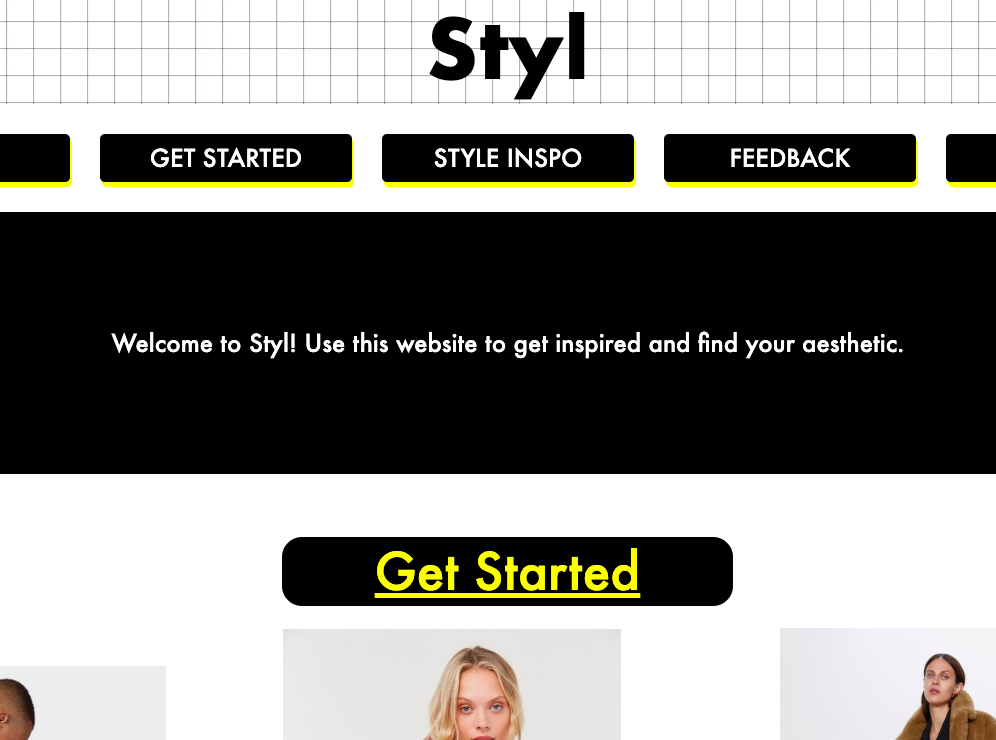 Styl
GET STARTED
STYLE INSPO
FEEDBACK
Welcome to Styl! Use this website to get inspired and find your aesthetic.
Get Started